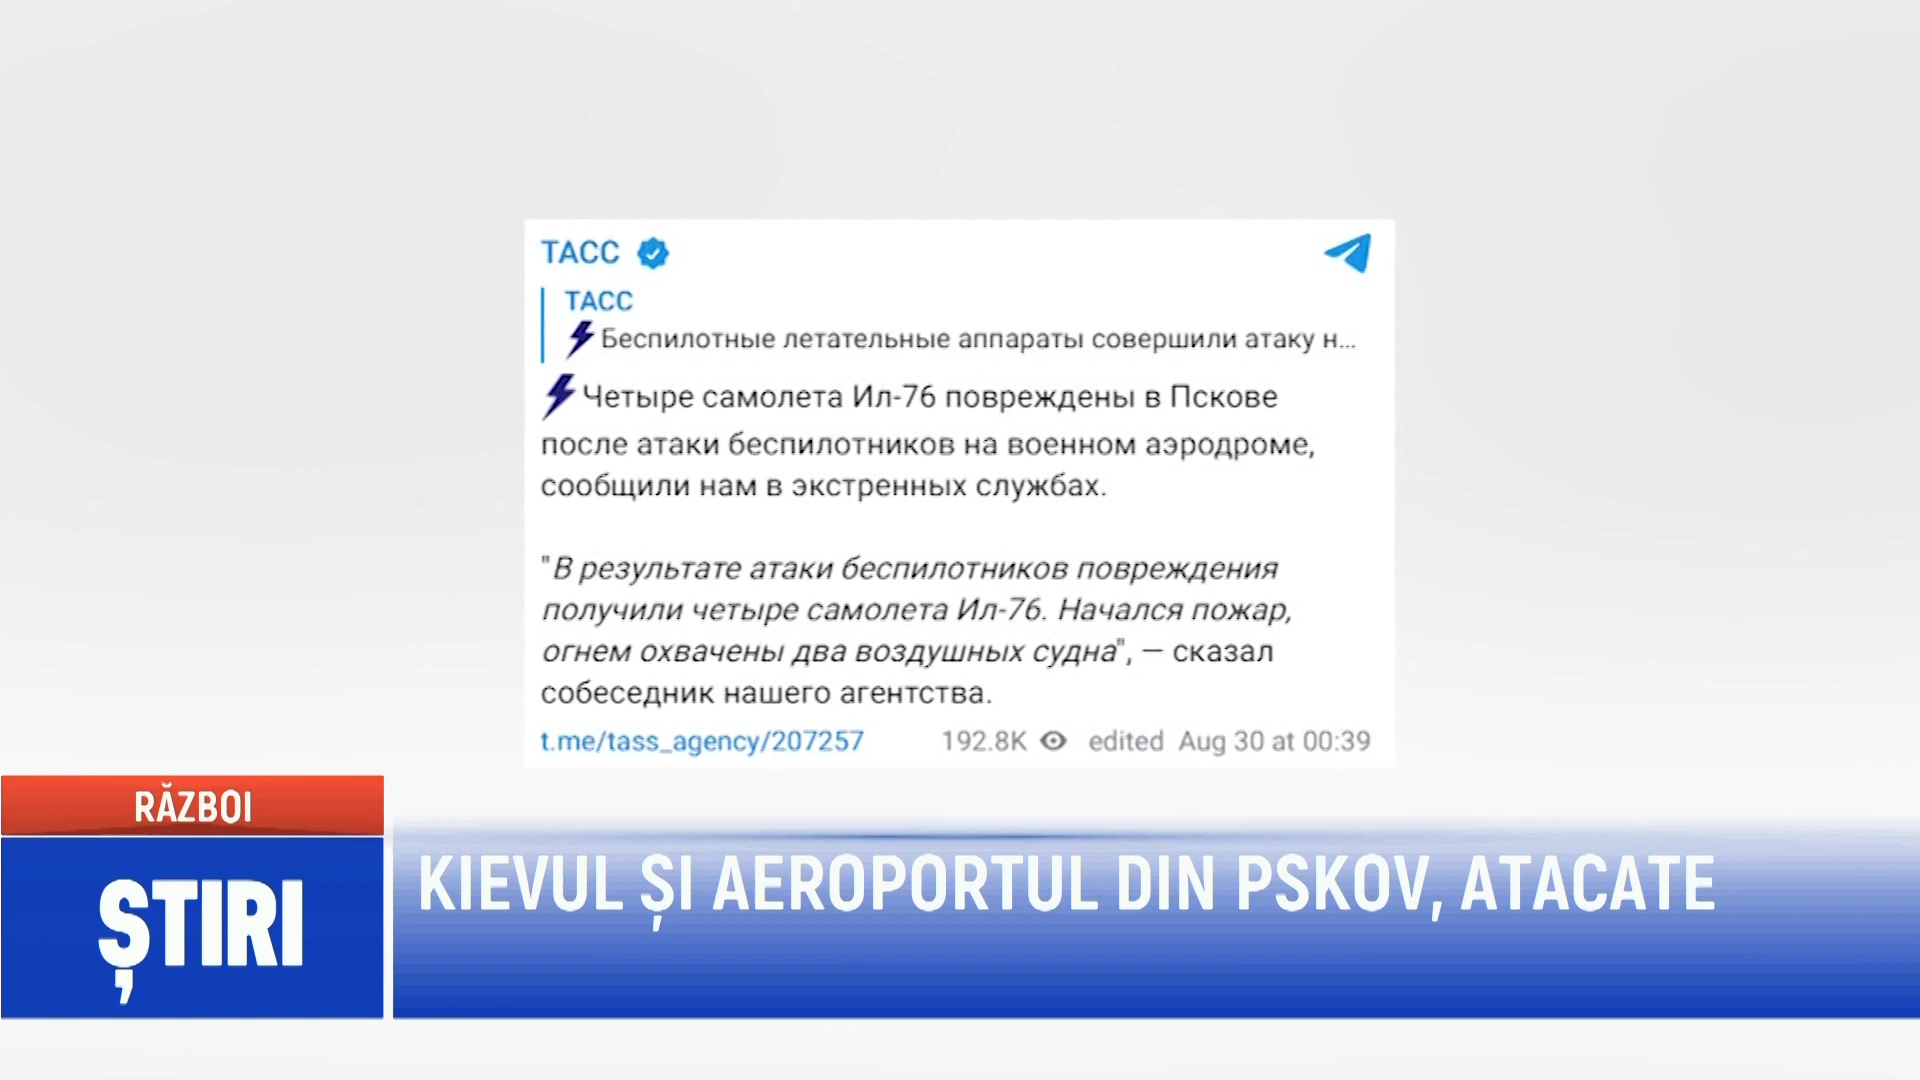 ТАСС
ТАСС
Беспилотные летательные аппараты совершили атаку н...
Четыре самолета Ил-76 повреждены в Пскове
после атаки беспилотников на военном аэродроме,
сообщили нам в экстренных службах.
"В результате атаки беспилотников повреждения
получили четыре самолета Ил-76. Начался пожар,
огнем охвачены два воздушных судна", — сказал
собеседник нашего агентства.
t.me/tass_agency/207257 192.8K edited Aug 30 at 00:39
RĂZBOI
ȘTIRI
KIEVUL ȘI AEROPORTUL DIN PSKOV, ATACATE